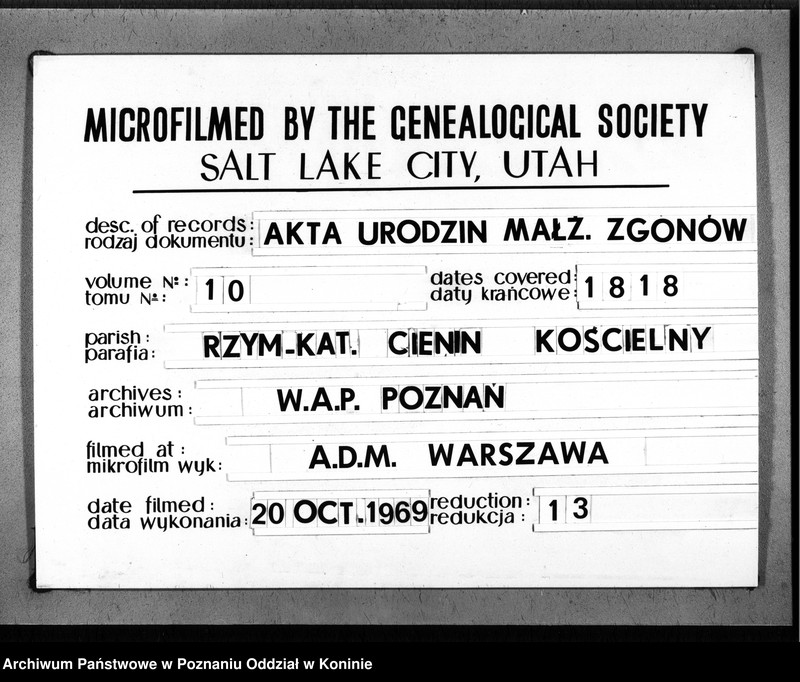 MICROFILMED BY THE GENEALOGICAL SOCIETY
SALT LAKE CITY, UTAH
desc. of records:
rodzaj dokumentu:
AKTA URODZIN MAŁŻ. ZGONÓW
volume №:
tomu №:
10
dates covered:
daty krańcowe:
1818
parish:
parafia:
RZYM-KAT. CIENIN KOŚCIELNY
archives:
archiwum:
W.A.P. POZNAŃ
filmed at:
mikrofilm wyk:
A.D.M. WARSZAWA
date filmed:
data wykonania:
20 OCT. 1969
reduction:
redukcja:
13
Archiwum Państwowe w Poznaniu Oddział w Koninie